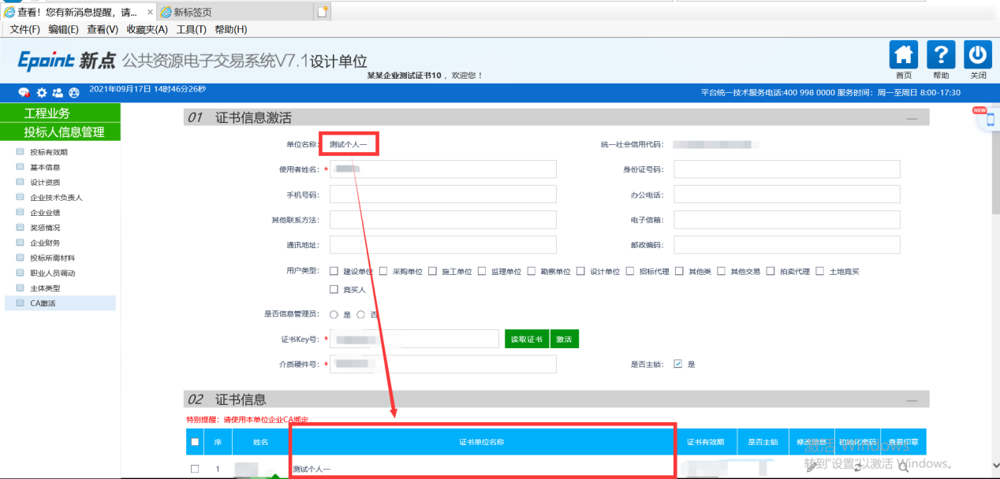 查看！您有新消息提醒，请... × 新标签页
文件(F) 编辑(E) 查看(V) 收藏夹(A) 工具(T) 帮助(H)
Epoint 新点 公共资源电子交易系统V7.1设计单位
某某企业测试证书10 ，欢迎您！
首页 帮助 关闭
2021年09月17日 14时46分26秒
平台统一技术服务电话:400 998 0000 服务时间：周一至周日 8:00-17:30
NEW
工程业务
投标人信息管理
投标有效期
基本信息
设计资质
企业技术负责人
企业业绩
奖惩情况
企业财务
投标所需材料
职业人员调动
主体类型
CA激活
01 证书信息激活
单位名称: 测试个人一 统一社会信用代码：
使用者姓名：* 身份证号码：
手机号码： 办公电话：
其他联系方法： 电子信箱：
通讯地址： 邮政编码：
用户类型： 建设单位 采购单位 施工单位 监理单位 勘察单位 设计单位 招标代理 其他类 其他交易 拍卖代理 土地竞买
竞买人
是否信息管理员： 是 否
证书Key号：* 读取证书 激活
介质硬件号：* 是否主锁： 是
02 证书信息
特别提醒：请使用本单位企业CA绑定
序 姓名 证书单位名称 证书有效期 是否主锁 修改信息 初始化密码 查看印章
1 测试个人一
激活 Windows
转到"设置"以激活 Windows。